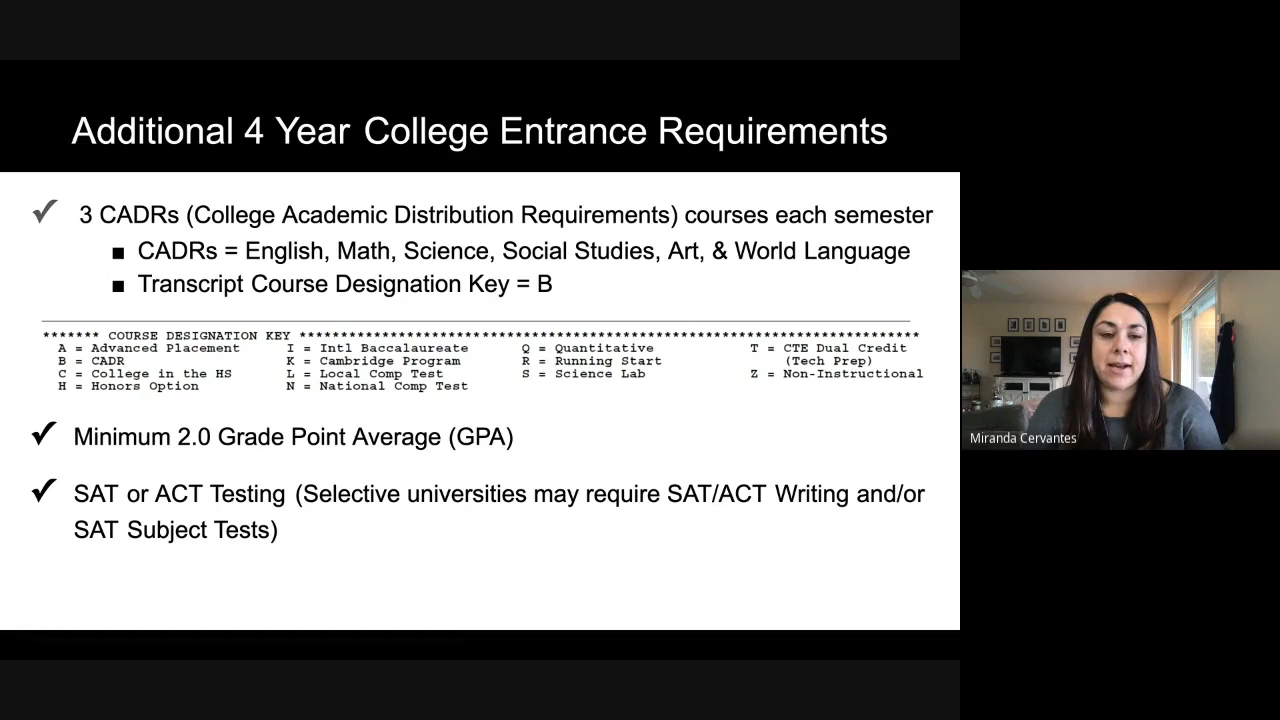 Additional 4 Year College Entrance Requirements
✓ 3 CADRs (College Academic Distribution Requirements) courses each semester
■ CADRs = English, Math, Science, Social Studies, Art, & World Language
■ Transcript Course Designation Key = B
******* COURSE DESIGNATION KEY ****************************************************************************
A = Advanced Placement I = Intl Baccalaureate Q = Quantitative T = CTE Dual Credit
B = CADR K = Cambridge Program R = Running Start (Tech Prep)
C = College in the HS L = Local Comp Test S = Science Lab Z = Non-Instructional
H = Honors Option N = National Comp Test
✓ Minimum 2.0 Grade Point Average (GPA)
Miranda Cervantes
✓ SAT or ACT Testing (Selective universities may require SAT/ACT Writing and/or
SAT Subject Tests)